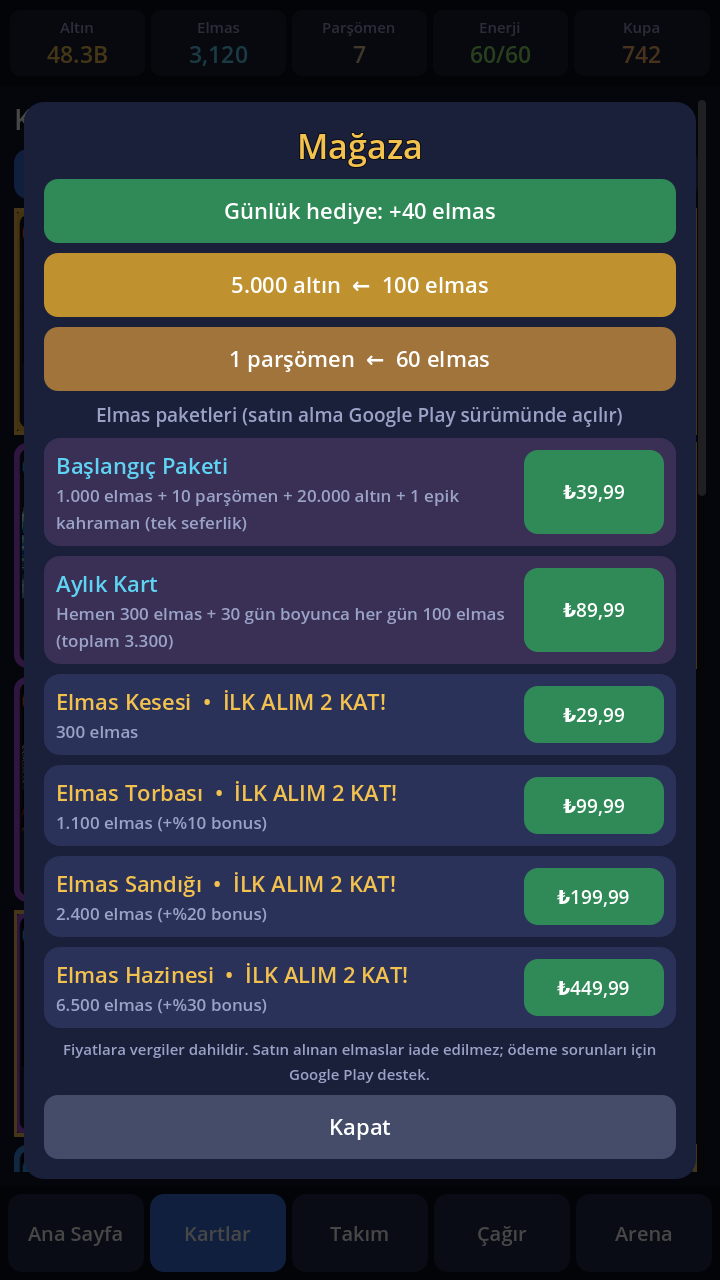 Altın Elmas Parşömen Enerji Kupa
48.3B 3,120 7 60/60 742
Mağaza
Günlük hediye: +40 elmas
5.000 altın ← 100 elmas
1 parşömen ← 60 elmas
Elmas paketleri (satın alma Google Play sürümünde açılır)
Başlangıç Paketi
1.000 elmas + 10 parşömen + 20.000 altın + 1 epik
kahraman (tek seferlik)
₺39,99
Aylık Kart
Hemen 300 elmas + 30 gün boyunca her gün 100 elmas
(toplam 3.300)
₺89,99
Elmas Kesesi • İLK ALIM 2 KAT!
300 elmas
₺29,99
Elmas Torbası • İLK ALIM 2 KAT!
1.100 elmas (+%10 bonus)
₺99,99
Elmas Sandığı • İLK ALIM 2 KAT!
2.400 elmas (+%20 bonus)
₺199,99
Elmas Hazinesi • İLK ALIM 2 KAT!
6.500 elmas (+%30 bonus)
₺449,99
Fiyatlara vergiler dahildir. Satın alınan elmaslar iade edilmez; ödeme sorunları için
Google Play destek.
Kapat
Ana Sayfa Kartlar Takım Çağır Arena